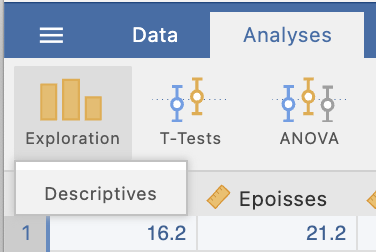 Data Analyses
Exploration T-Tests ANOVA
Descriptives
Epoisses
1 16.2 21.2